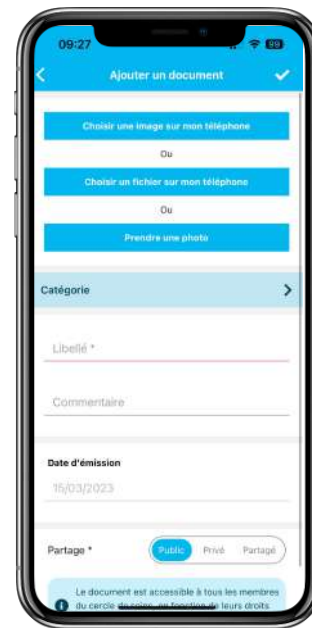 09:27
99
Ajouter un document
Choisir une image sur mon téléphone
Ou
Choisir un fichier sur mon téléphone
Ou
Prendre une photo
Catégorie
Libellé *
Commentaire
Date d'émission
15/03/2023
Partage *
Public Privé Partagé
Le document est accessible à tous les membres
du cercle de soins, en fonction de leurs droits